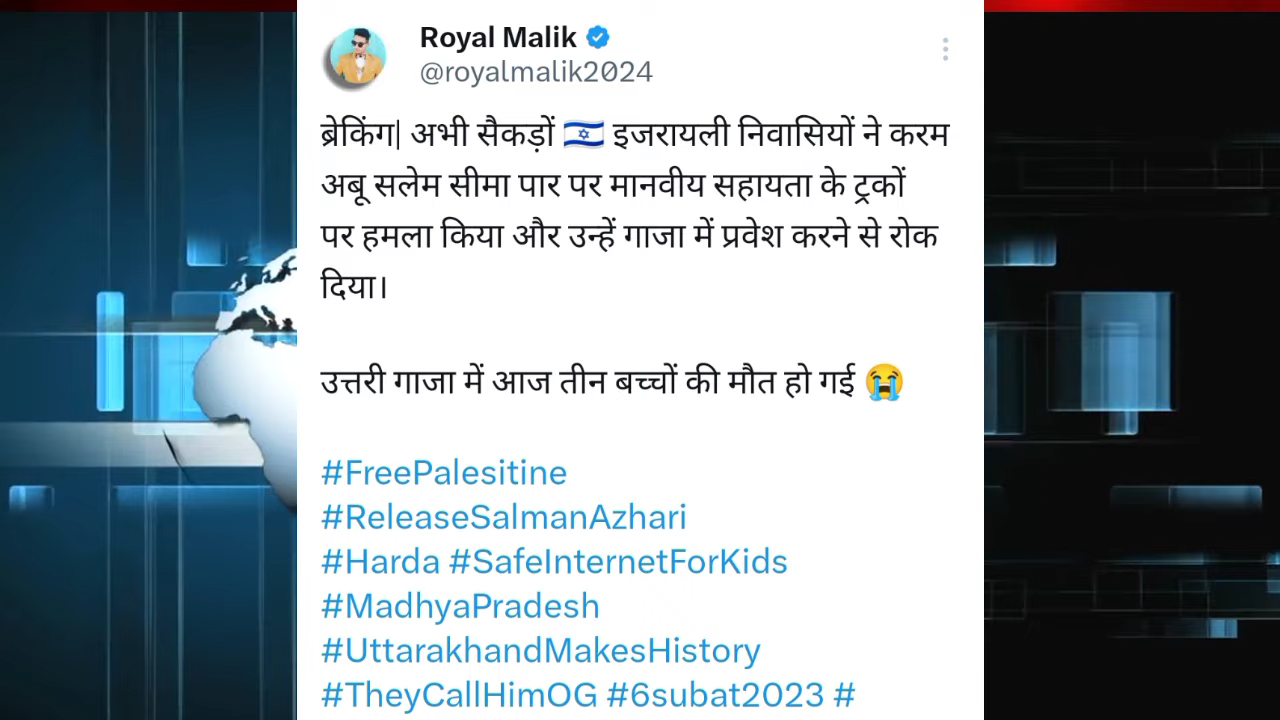 Royal Malik
@royalmalik2024
ब्रेकिंग| अभी सैकड़ों 🇮🇱 इजरायली निवासियों ने करम
अबू सलेम सीमा पार पर मानवीय सहायता के ट्रकों
पर हमला किया और उन्हें गाजा में प्रवेश करने से रोक
दिया।
उत्तरी गाजा में आज तीन बच्चों की मौत हो गई 😭
#FreePalesitine
#ReleaseSalmanAzhari
#Harda #SafeInternetForKids
#MadhyaPradesh
#UttarakhandMakesHistory
#TheyCallHimOG #6subat2023 #